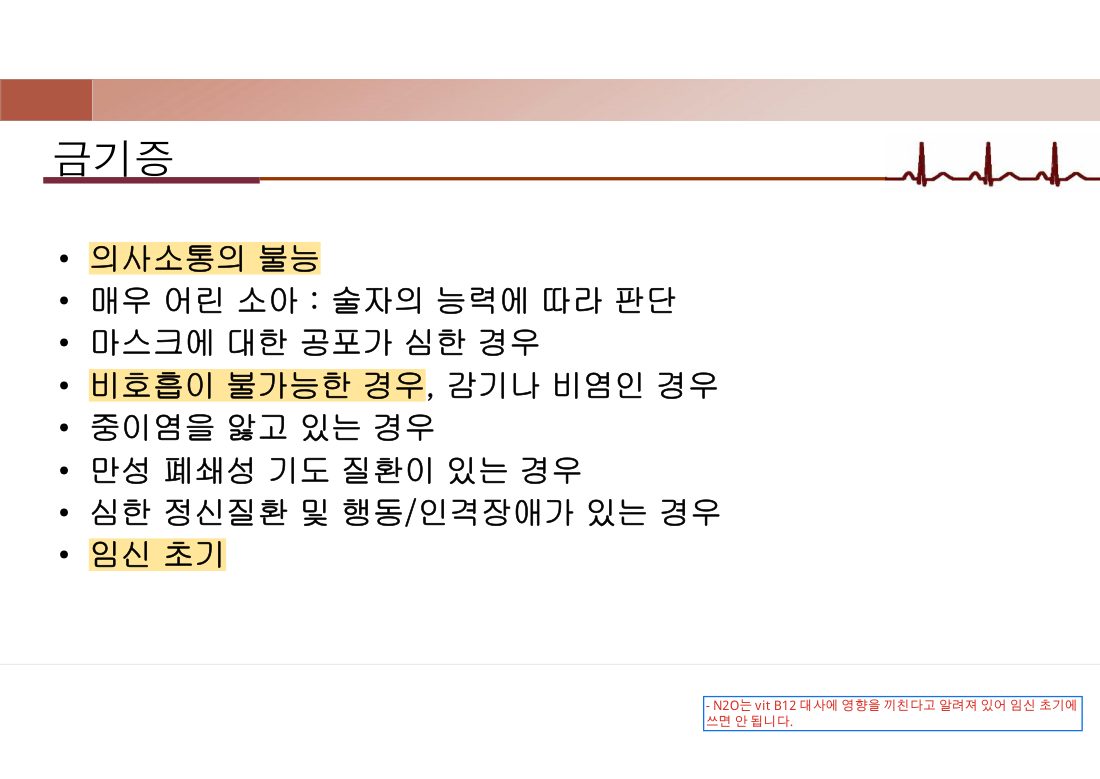 금기증
• 의사소통의 불능
• 매우 어린 소아 : 술자의 능력에 따라 판단
• 마스크에 대한 공포가 심한 경우
• 비호흡이 불가능한 경우, 감기나 비염인 경우
• 중이염을 앓고 있는 경우
• 만성 폐쇄성 기도 질환이 있는 경우
• 심한 정신질환 및 행동/인격장애가 있는 경우
• 임신 초기
- N2O는 vit B12 대사에 영향을 끼친다고 알려져 있어 임신 초기에
쓰면 안 됩니다.